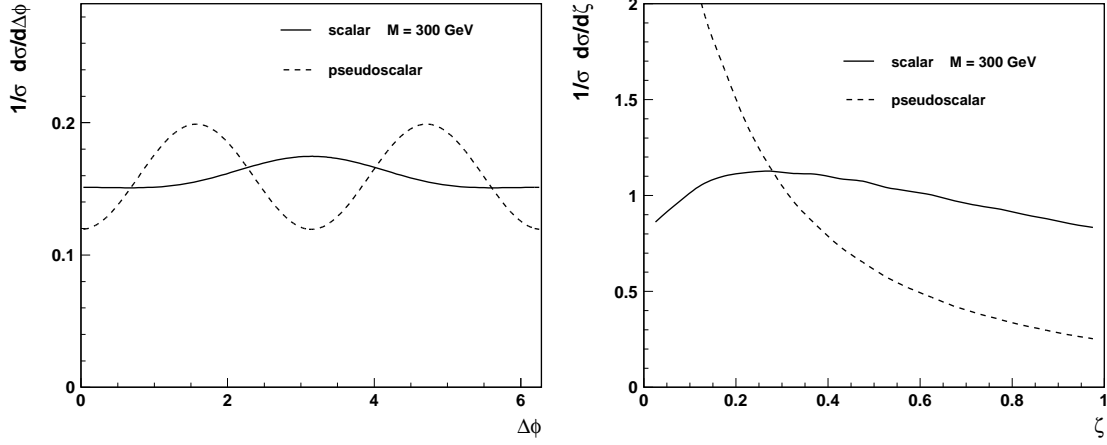 1/σ dσ/dΔϕ
scalar M = 300 GeV
pseudoscalar
0.2
0.1
0
0 2 4 6
Δϕ
1/σ dσ/dζ
2
scalar M = 300 GeV
pseudoscalar
1.5
1
0.5
0
0 0.2 0.4 0.6 0.8 1
ζ